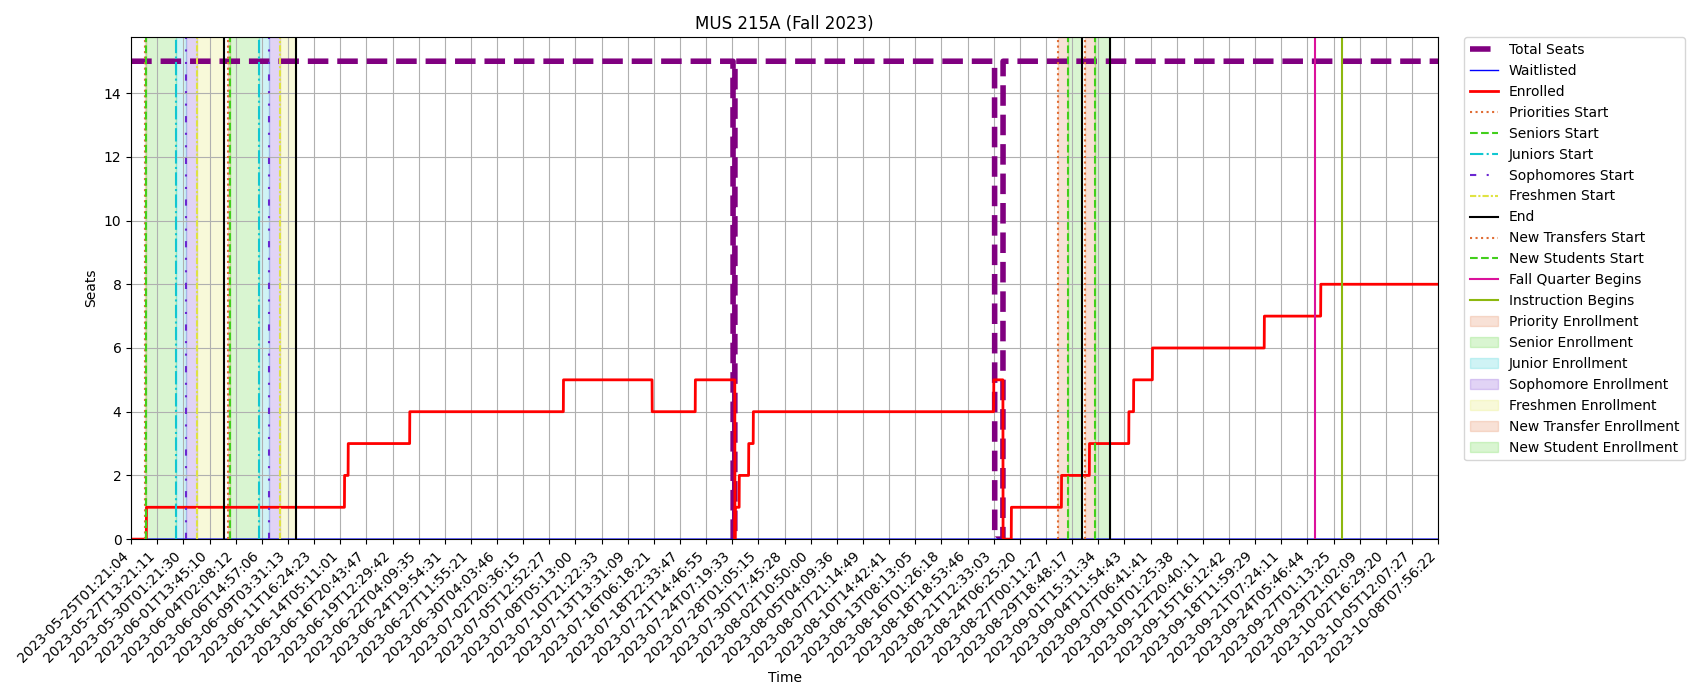 MUS 215A (Fall 2023)
Seats
14
12
10
8
6
4
2
0
2023-05-25T01:21:04
2023-05-27T13:21:11
2023-05-30T01:21:30
2023-06-01T13:45:10
2023-06-04T02:08:12
2023-06-06T14:57:06
2023-06-09T03:31:13
2023-06-11T16:24:23
2023-06-14T05:11:01
2023-06-16T20:43:47
2023-06-19T12:29:42
2023-06-22T04:09:35
2023-06-24T19:54:31
2023-06-27T11:55:21
2023-06-30T04:03:46
2023-07-02T20:36:15
2023-07-05T12:52:27
2023-07-08T05:13:00
2023-07-10T21:22:33
2023-07-13T13:31:09
2023-07-16T06:18:21
2023-07-18T22:33:47
2023-07-21T14:46:55
2023-07-24T07:19:33
2023-07-28T01:05:15
2023-07-30T17:45:28
2023-08-02T10:50:00
2023-08-05T04:09:36
2023-08-07T21:14:49
2023-08-10T14:42:41
2023-08-13T08:13:05
2023-08-16T01:26:18
2023-08-18T18:53:46
2023-08-21T12:33:03
2023-08-24T06:25:20
2023-08-27T00:11:27
2023-08-29T18:48:17
2023-09-01T15:31:34
2023-09-04T11:54:43
2023-09-07T06:41:41
2023-09-10T01:25:38
2023-09-12T20:40:11
2023-09-15T16:12:42
2023-09-18T11:59:29
2023-09-21T07:24:11
2023-09-24T05:46:44
2023-09-27T01:13:25
2023-09-29T21:02:09
2023-10-02T16:29:20
2023-10-05T12:07:27
2023-10-08T07:56:22
Time
Total Seats
Waitlisted
Enrolled
Priorities Start
Seniors Start
Juniors Start
Sophomores Start
Freshmen Start
End
New Transfers Start
New Students Start
Fall Quarter Begins
Instruction Begins
Priority Enrollment
Senior Enrollment
Junior Enrollment
Sophomore Enrollment
Freshmen Enrollment
New Transfer Enrollment
New Student Enrollment